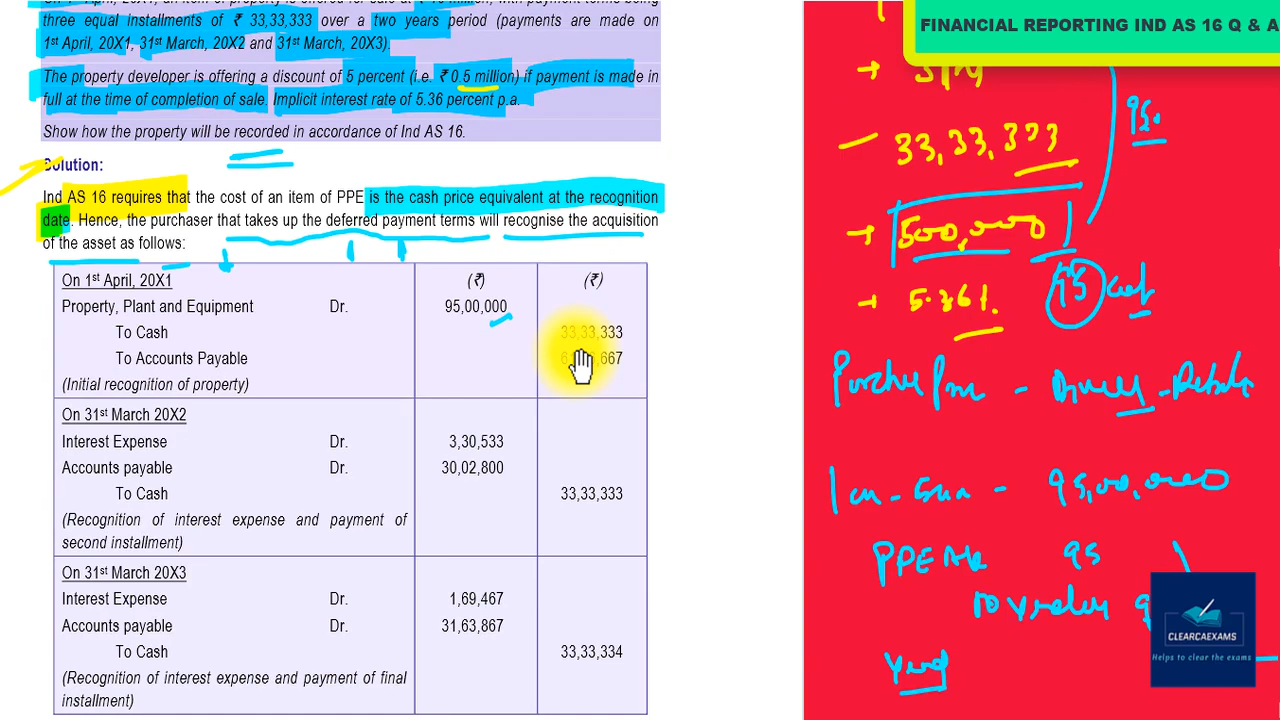 three equal installments of ₹ 33,33,333 over a two years period (payments are made on
1st April, 20X1, 31st March, 20X2 and 31st March, 20X3).
The property developer is offering a discount of 5 percent (i.e. ₹ 0.5 million) if payment is made in
full at the time of completion of sale. Implicit interest rate of 5.36 percent p.a.
Show how the property will be recorded in accordance of Ind AS 16.
Solution:
Ind AS 16 requires that the cost of an item of PPE is the cash price equivalent at the recognition
date. Hence, the purchaser that takes up the deferred payment terms will recognise the acquisition
of the asset as follows:
On 1st April, 20X1 (₹) (₹)
Property, Plant and Equipment Dr. 95,00,000
To Cash 33,33,333
To Accounts Payable 667
(Initial recognition of property)
On 31st March 20X2
Interest Expense Dr. 3,30,533
Accounts payable Dr. 30,02,800
To Cash 33,33,333
(Recognition of interest expense and payment of
second installment)
On 31st March 20X3
Interest Expense Dr. 1,69,467
Accounts payable Dr. 31,63,867
To Cash 33,33,334
(Recognition of interest expense and payment of final
installment)
FINANCIAL REPORTING IND AS 16 Q & A
33,33,333
500,000
5.36%
95
95,00,000
95
CLEARCAEXAMS
Helps to clear the exams